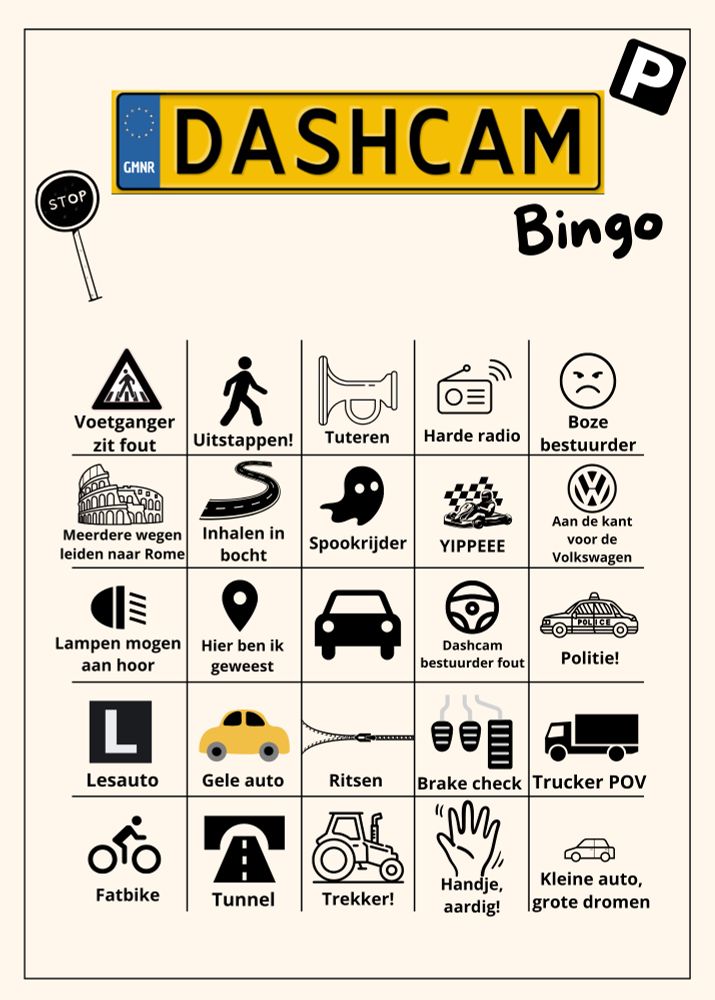 P
GMNR
DASHCAM
STOP
Bingo
Voetganger
zit fout
Uitstappen!
Tuteren
Harde radio
Boze
bestuurder
Meerdere wegen
leiden naar Rome
Inhalen in
bocht
Spookrijder
YIPPEEE
Aan de kant
voor de
Volkswagen
Lampen mogen
aan hoor
Hier ben ik
geweest
Dashcam
bestuurder fout
POLICE
Politie!
L
Lesauto
Gele auto
Ritsen
Brake check
Trucker POV
Fatbike
Tunnel
Trekker!
Handje,
aardig!
Kleine auto,
grote dromen